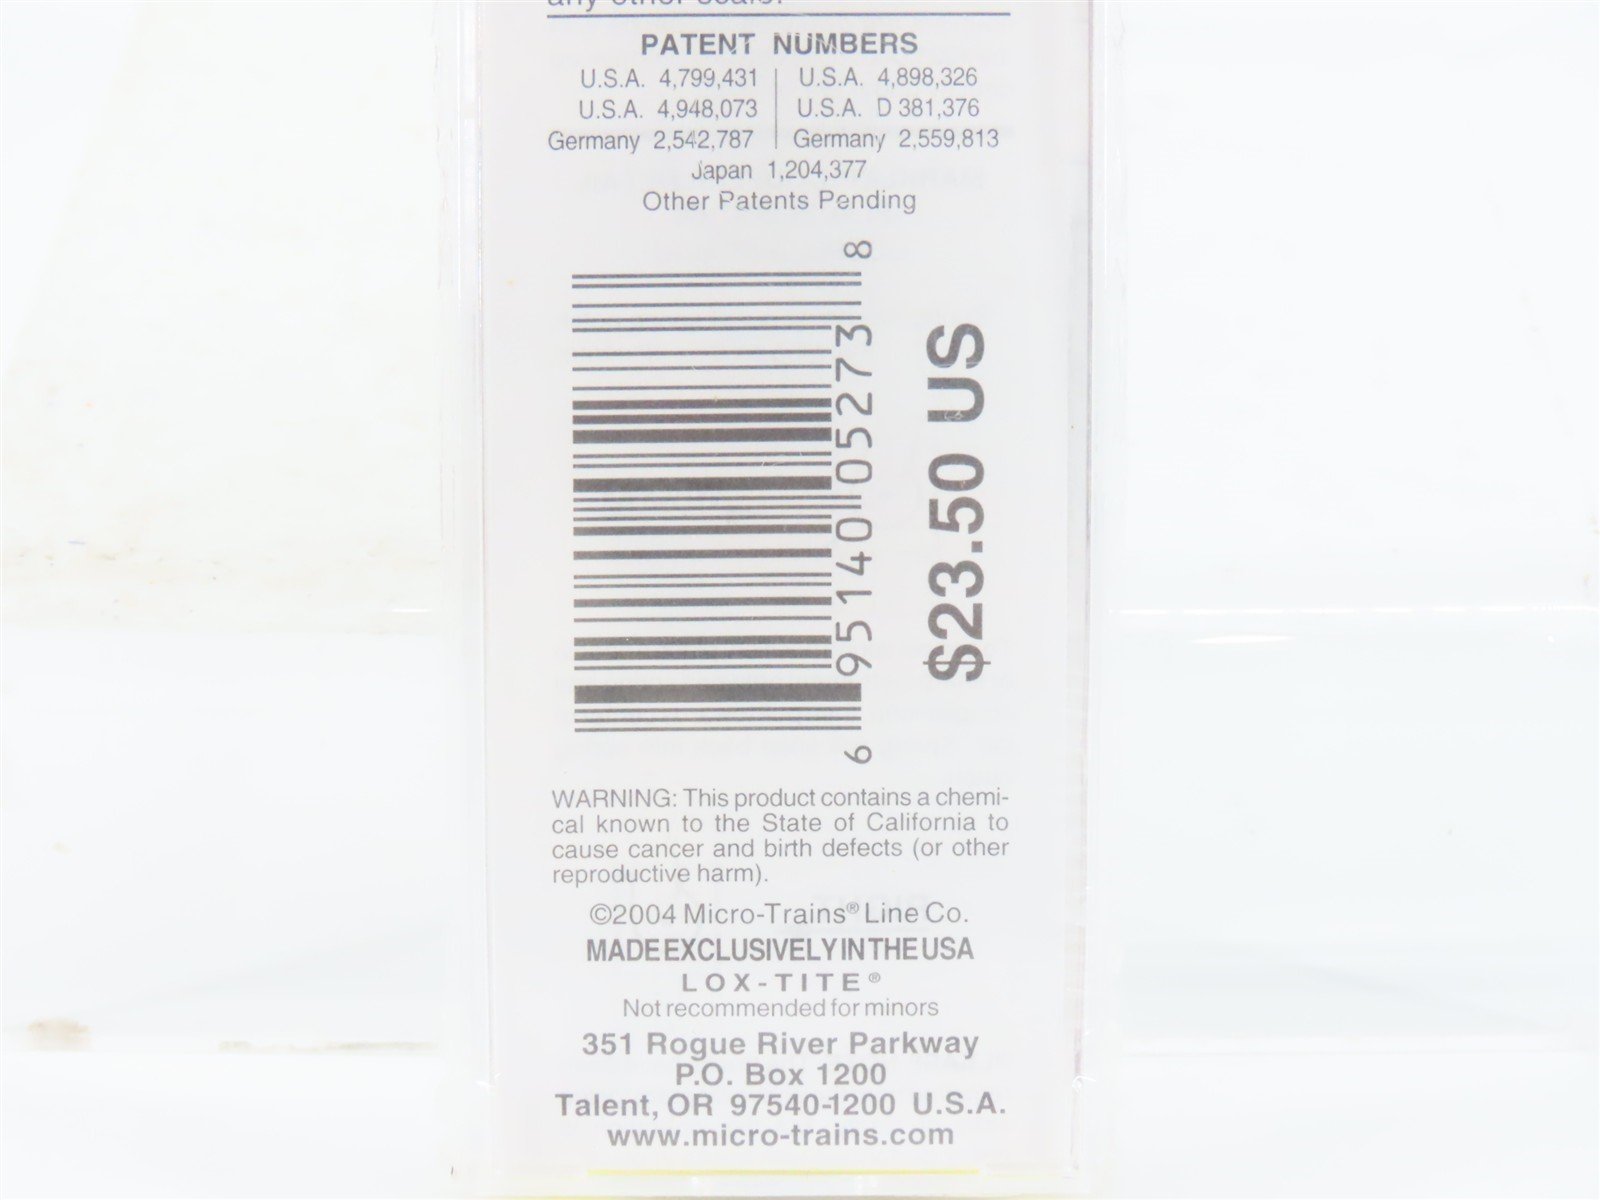 any other scale.
PATENT NUMBERS
U.S.A. 4,799,431 | U.S.A. 4,898,326
U.S.A. 4,948,073 | U.S.A. D 381,376
Germany 2,542,787 | Germany 2,559,813
Japan 1,204,377
Other Patents Pending
6 95140 05273 8
$23.50 US
WARNING: This product contains a chemi-
cal known to the State of California to
cause cancer and birth defects (or other
reproductive harm).
©2004 Micro-Trains® Line Co.
MADE EXCLUSIVELY IN THE USA
LOX-TITE®
Not recommended for minors
351 Rogue River Parkway
P.O. Box 1200
Talent, OR 97540-1200 U.S.A.
www.micro-trains.com